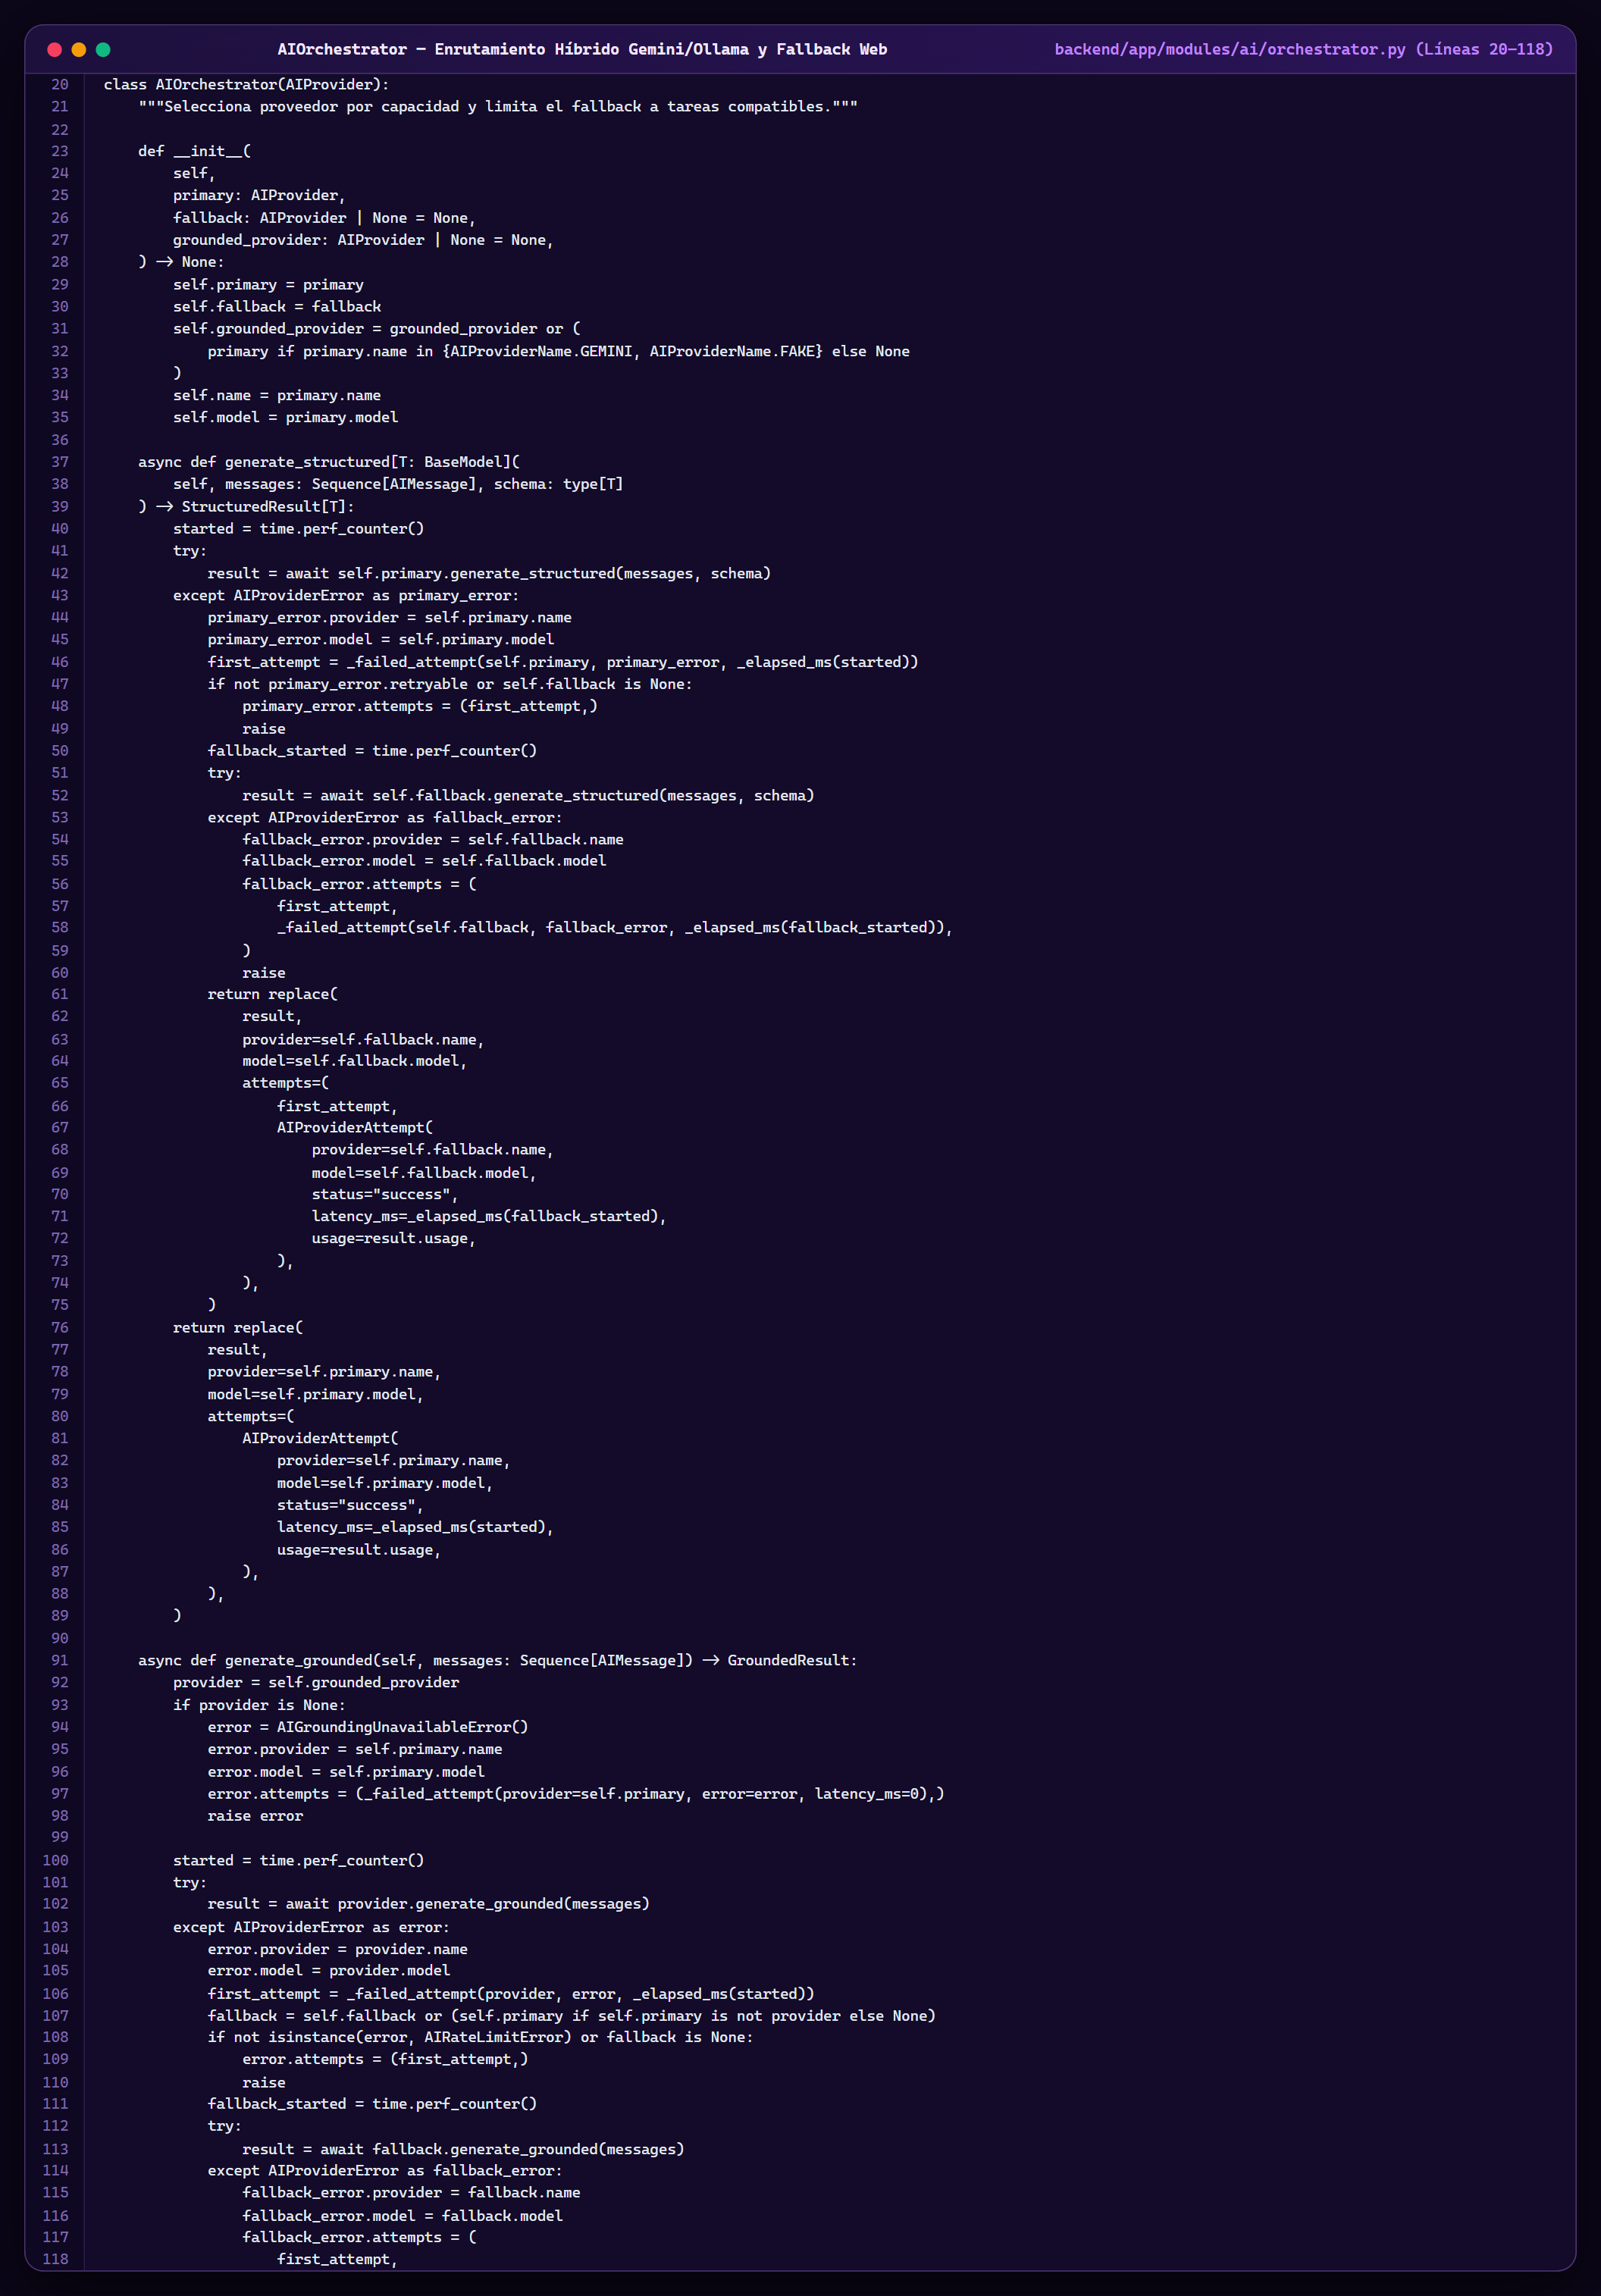 AIOrchestrator — Enrutamiento Híbrido Gemini/Ollama y Fallback Web
backend/app/modules/ai/orchestrator.py (Líneas 20–118)
20 class AIOrchestrator(AIProvider):
21     """Selecciona proveedor por capacidad y limita el fallback a tareas compatibles."""
22
23     def __init__(
24         self,
25         primary: AIProvider,
26         fallback: AIProvider | None = None,
27         grounded_provider: AIProvider | None = None,
28     ) -> None:
29         self.primary = primary
30         self.fallback = fallback
31         self.grounded_provider = grounded_provider or (
32             primary if primary.name in {AIProviderName.GEMINI, AIProviderName.FAKE} else None
33         )
34         self.name = primary.name
35         self.model = primary.model
36
37     async def generate_structured[T: BaseModel](
38         self, messages: Sequence[AIMessage], schema: type[T]
39     ) -> StructuredResult[T]:
40         started = time.perf_counter()
41         try:
42             result = await self.primary.generate_structured(messages, schema)
43         except AIProviderError as primary_error:
44             primary_error.provider = self.primary.name
45             primary_error.model = self.primary.model
46             first_attempt = _failed_attempt(self.primary, primary_error, _elapsed_ms(started))
47             if not primary_error.retryable or self.fallback is None:
48                 primary_error.attempts = (first_attempt,)
49                 raise
50             fallback_started = time.perf_counter()
51             try:
52                 result = await self.fallback.generate_structured(messages, schema)
53             except AIProviderError as fallback_error:
54                 fallback_error.provider = self.fallback.name
55                 fallback_error.model = self.fallback.model
56                 fallback_error.attempts = (
57                     first_attempt,
58                     _failed_attempt(self.fallback, fallback_error, _elapsed_ms(fallback_started)),
59                 )
60                 raise
61             return replace(
62                 result,
63                 provider=self.fallback.name,
64                 model=self.fallback.model,
65                 attempts=(
66                     first_attempt,
67                     AIProviderAttempt(
68                         provider=self.fallback.name,
69                         model=self.fallback.model,
70                         status="success",
71                         latency_ms=_elapsed_ms(fallback_started),
72                         usage=result.usage,
73                     ),
74                 ),
75             )
76         return replace(
77             result,
78             provider=self.primary.name,
79             model=self.primary.model,
80             attempts=(
81                 AIProviderAttempt(
82                     provider=self.primary.name,
83                     model=self.primary.model,
84                     status="success",
85                     latency_ms=_elapsed_ms(started),
86                     usage=result.usage,
87                 ),
88             ),
89         )
90
91     async def generate_grounded(self, messages: Sequence[AIMessage]) -> GroundedResult:
92         provider = self.grounded_provider
93         if provider is None:
94             error = AIGroundingUnavailableError()
95             error.provider = self.primary.name
96             error.model = self.primary.model
97             error.attempts = (_failed_attempt(provider=self.primary, error=error, latency_ms=0),)
98             raise error
99
100         started = time.perf_counter()
101         try:
102             result = await provider.generate_grounded(messages)
103         except AIProviderError as error:
104             error.provider = provider.name
105             error.model = provider.model
106             first_attempt = _failed_attempt(provider, error, _elapsed_ms(started))
107             fallback = self.fallback or (self.primary if self.primary is not provider else None)
108             if not isinstance(error, AIRateLimitError) or fallback is None:
109                 error.attempts = (first_attempt,)
110                 raise
111             fallback_started = time.perf_counter()
112             try:
113                 result = await fallback.generate_grounded(messages)
114             except AIProviderError as fallback_error:
115                 fallback_error.provider = fallback.name
116                 fallback_error.model = fallback.model
117                 fallback_error.attempts = (
118                     first_attempt,